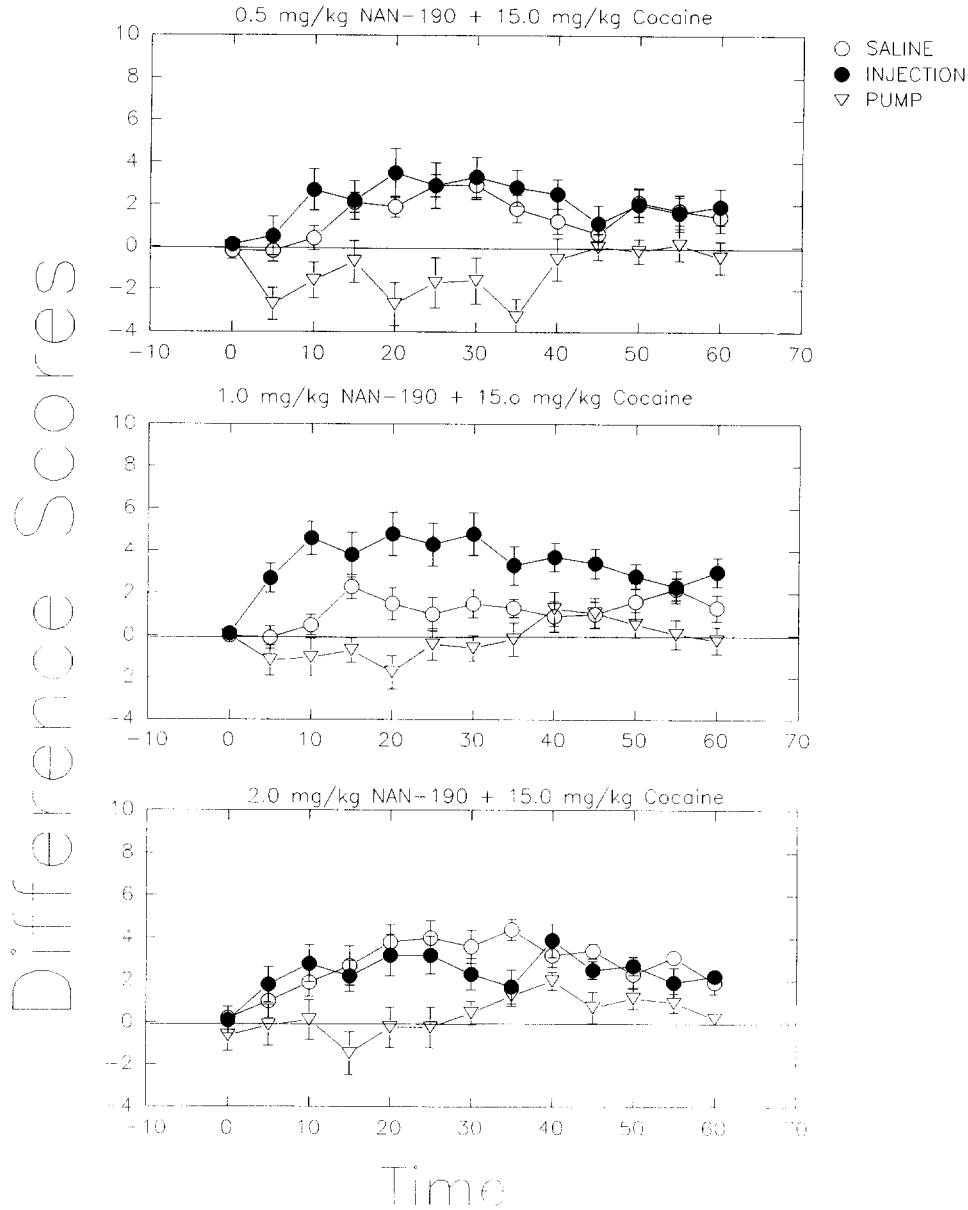 0.5 mg/kg NAN-190 + 15.0 mg/kg Cocaine
10
8
6
4
2
0
-2
-4
-10 0 10 20 30 40 50 60 70
SALINE
INJECTION
PUMP
1.0 mg/kg NAN-190 + 15.0 mg/kg Cocaine
10
8
6
4
2
0
2
-4
-10 0 10 20 30 40 50 60 70
2.0 mg/kg NAN-190 + 15.0 mg/kg Cocaine
10
8
6
4
2
0
-2
-4
-10 0 10 20 30 40 50 60 70
Difference Scores
Time